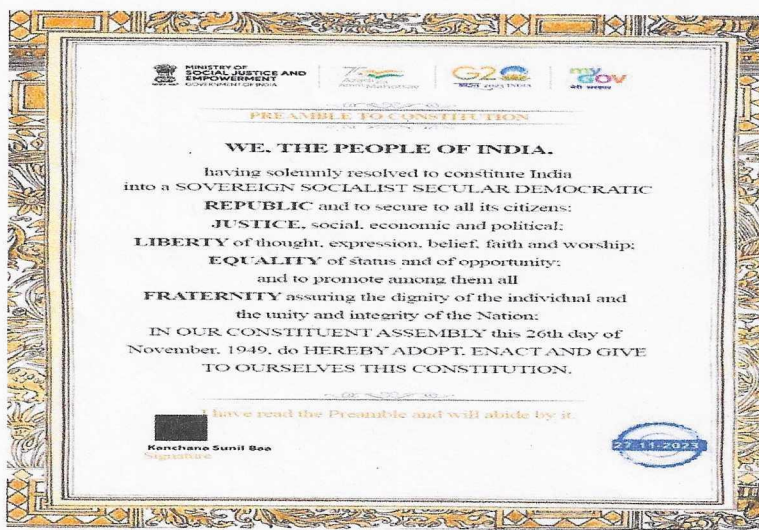 MINISTRY OF
SOCIAL JUSTICE AND
EMPOWERMENT
GOVERNMENT OF INDIA
G20
2023 INDIA
my
GOV
मेरी सरकार
PREAMBLE TO CONSTITUTION
WE, THE PEOPLE OF INDIA,
having solemnly resolved to constitute India
into a SOVEREIGN SOCIALIST SECULAR DEMOCRATIC
REPUBLIC and to secure to all its citizens:
JUSTICE, social, economic and political;
LIBERTY of thought, expression, belief, faith and worship;
EQUALITY of status and of opportunity;
and to promote among them all
FRATERNITY assuring the dignity of the individual and
the unity and integrity of the Nation;
IN OUR CONSTITUENT ASSEMBLY this 26th day of
November, 1949, do HEREBY ADOPT, ENACT AND GIVE
TO OURSELVES THIS CONSTITUTION.
I have read the Preamble and will abide by it.
Kanchana Sunil Baa
Signature
27-11-2023